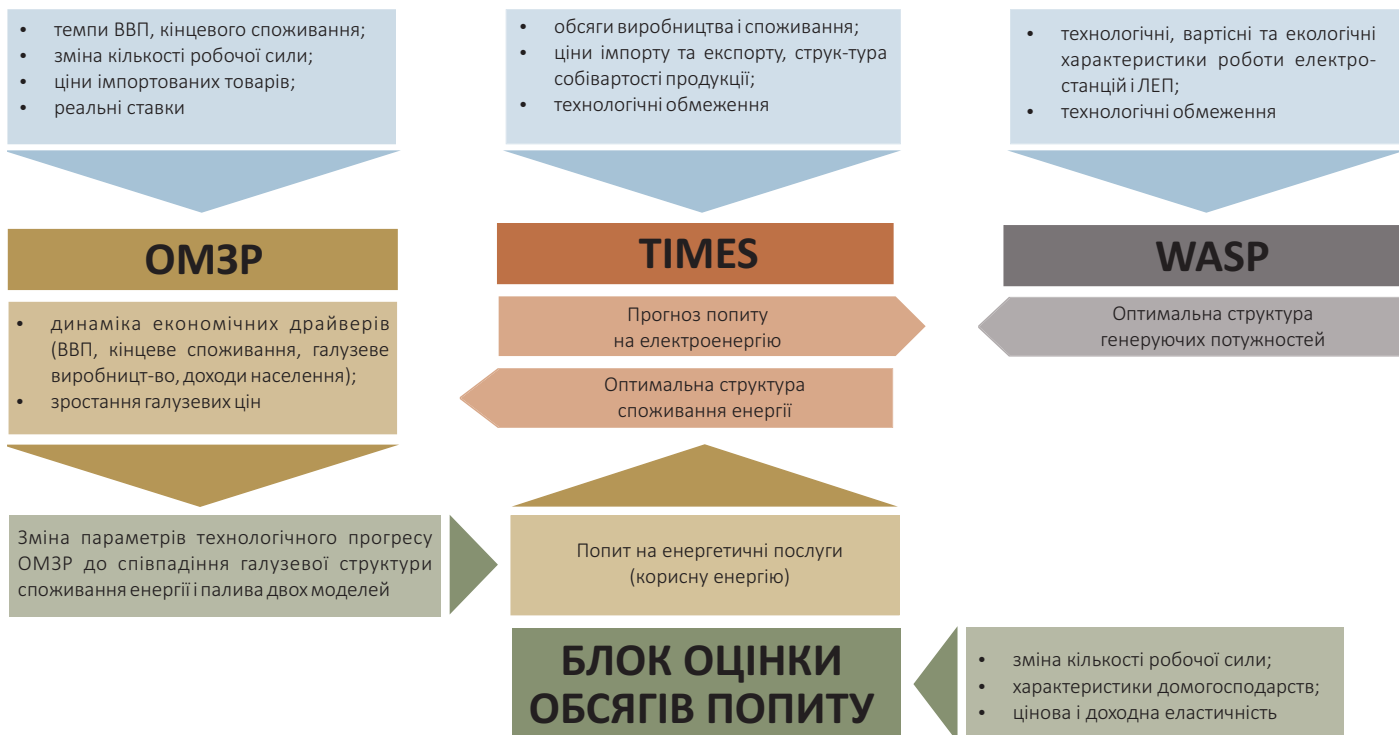 • темпи ВВП, кінцевого споживання;
• зміна кількості робочої сили;
• ціни імпортованих товарів;
• реальні ставки
• обсяги виробництва і споживання;
• ціни імпорту та експорту, струк-тура
собівартості продукції;
• технологічні обмеження
• технологічні, вартісні та екологічні
характеристики роботи електро-
станцій і ЛЕП;
• технологічні обмеження
ОМЗР
TIMES
WASP
• динаміка економічних драйверів
(ВВП, кінцеве споживання, галузеве
виробницт-во, доходи населення);
• зростання галузевих цін
Прогноз попиту
на електроенергію
Оптимальна структура
генеруючих потужностей
Оптимальна структура
споживання енергії
Зміна параметрів технологічного прогресу
ОМЗР до співпадіння галузевої структури
споживання енергії і палива двох моделей
Попит на енергетичні послуги
(корисну енергію)
БЛОК ОЦІНКИ
ОБСЯГІВ ПОПИТУ
• зміна кількості робочої сили;
• характеристики домогосподарств;
• цінова і доходна еластичність